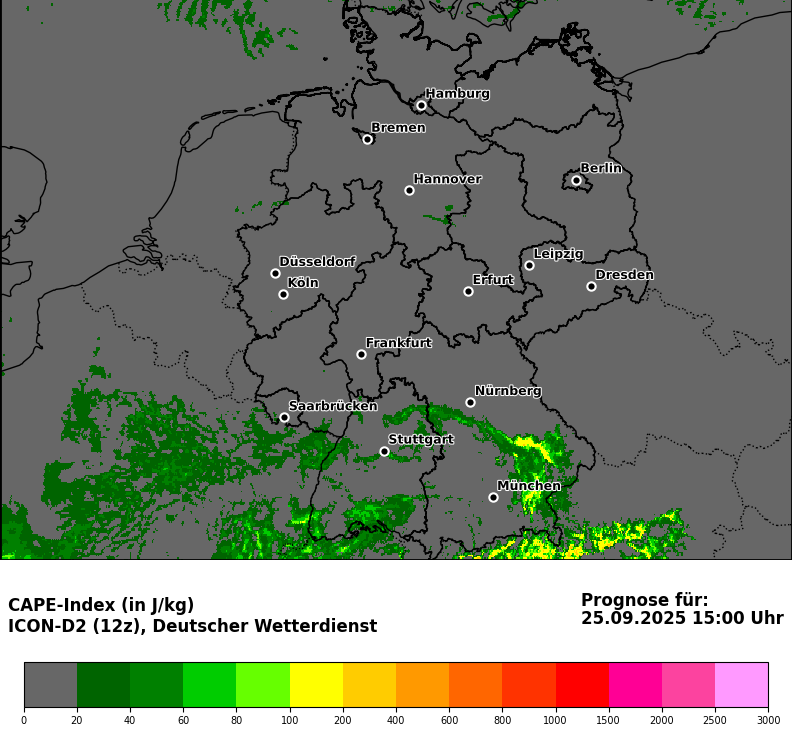 Hamburg
Bremen
Berlin
Hannover
Leipzig
Düsseldorf
Dresden
Köln
Erfurt
Frankfurt
Nürnberg
Saarbrücken
Stuttgart
München
CAPE-Index (in J/kg)
ICON-D2 (12z), Deutscher Wetterdienst
Prognose für:
25.09.2025 15:00 Uhr
0 20 40 60 80 100 200 400 600 800 1000 1500 2000 2500 3000